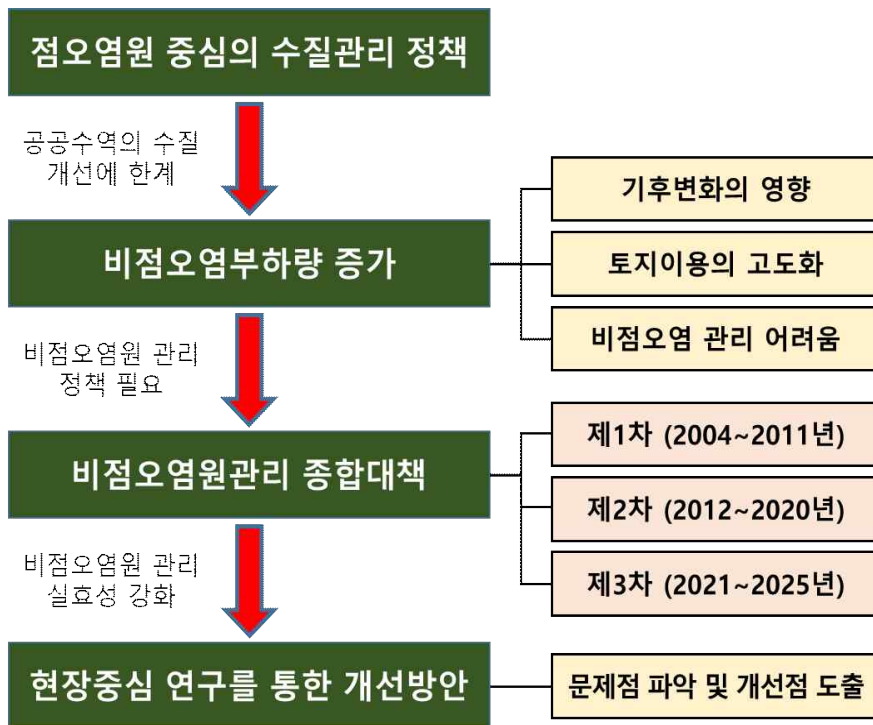 점오염원 중심의 수질관리 정책
공공수역의 수질
개선에 한계
비점오염부하량 증가
기후변화의 영향
토지이용의 고도화
비점오염 관리 어려움
비점오염원 관리
정책 필요
비점오염원관리 종합대책
제1차 (2004~2011년)
제2차 (2012~2020년)
제3차 (2021~2025년)
비점오염원 관리
실효성 강화
현장중심 연구를 통한 개선방안
문제점 파악 및 개선점 도출